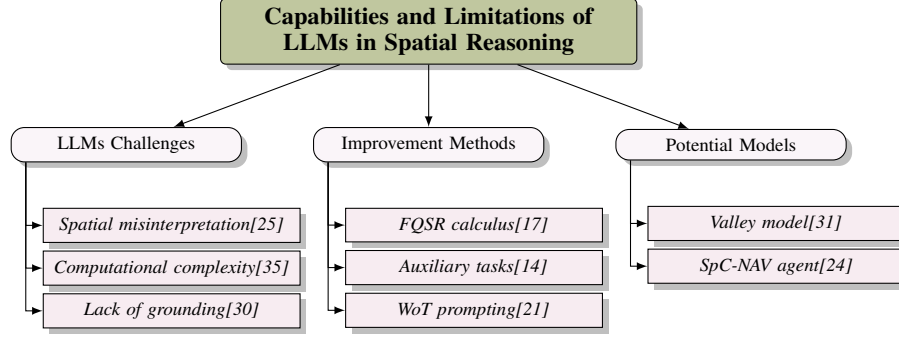 Capabilities and Limitations of
LLMs in Spatial Reasoning
LLMs Challenges
Spatial misinterpretation[25]
Computational complexity[35]
Lack of grounding[30]
Improvement Methods
FQSR calculus[17]
Auxiliary tasks[14]
WoT prompting[21]
Potential Models
Valley model[31]
SpC-NAV agent[24]